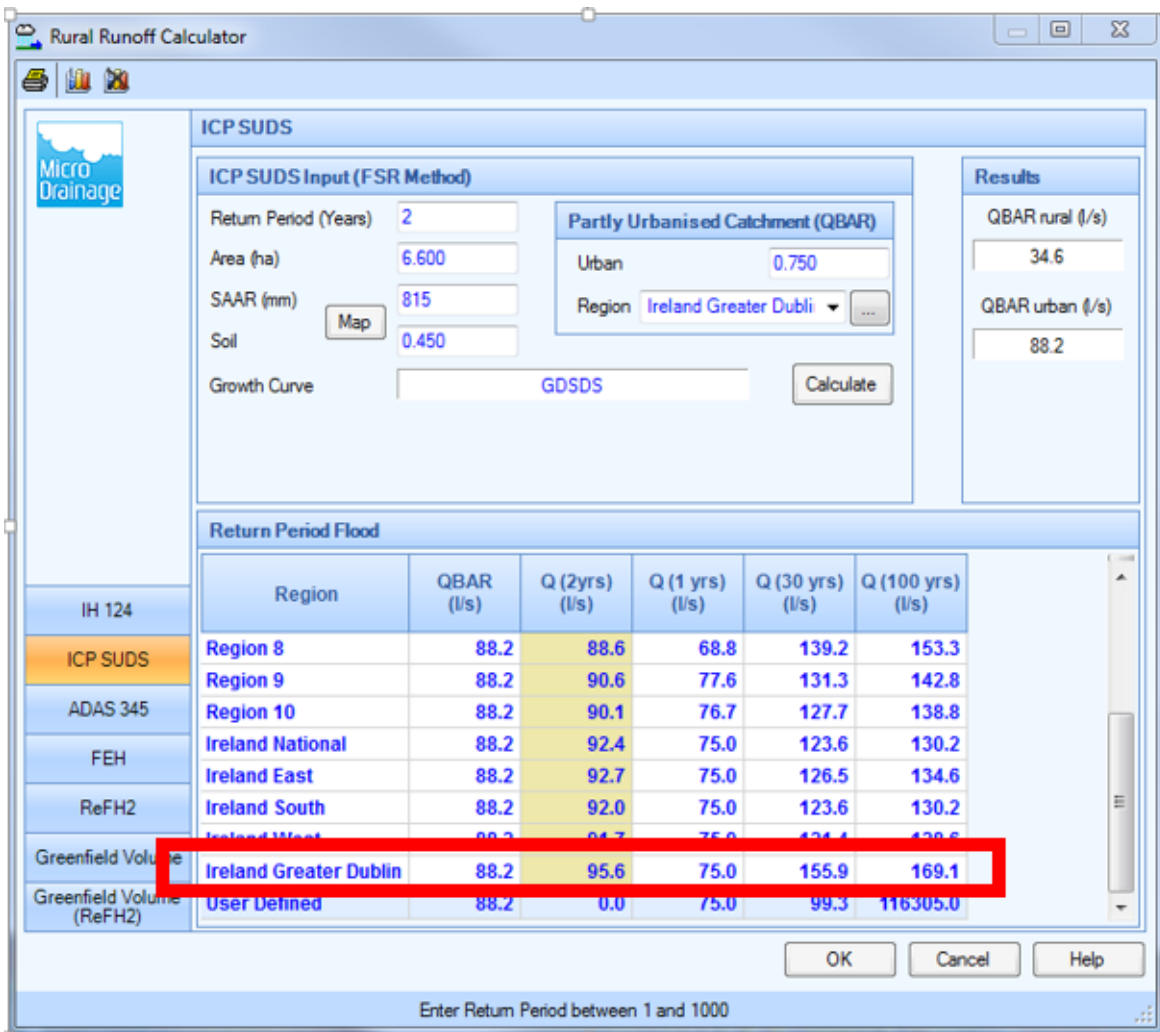 Rural Runoff Calculator
Micro
Drainage
ICP SUDS
ICP SUDS Input (FSR Method)
Return Period (Years) 2
Area (ha) 6.600
SAAR (mm) 815
Map
Soil 0.450
Growth Curve GDSDS
Calculate
Partly Urbanised Catchment (QBAR)
Urban 0.750
Region Ireland Greater Dubli ...
Results
QBAR rural (l/s)
34.6
QBAR urban (l/s)
88.2
IH 124
ICP SUDS
ADAS 345
FEH
ReFH2
Greenfield Volume
Greenfield Volume
(ReFH2)
Return Period Flood
Region QBAR (l/s) Q (2yrs) (l/s) Q (1 yrs) (l/s) Q (30 yrs) (l/s) Q (100 yrs) (l/s)
Region 8 88.2 88.6 68.8 139.2 153.3
Region 9 88.2 90.6 77.6 131.3 142.8
Region 10 88.2 90.1 76.7 127.7 138.8
Ireland National 88.2 92.4 75.0 123.6 130.2
Ireland East 88.2 92.7 75.0 126.5 134.6
Ireland South 88.2 92.0 75.0 123.6 130.2
Ireland Greater Dublin 88.2 95.6 75.0 155.9 169.1
User Defined 88.2 0.0 75.0 99.3 116305.0
OK Cancel Help
Enter Return Period between 1 and 1000